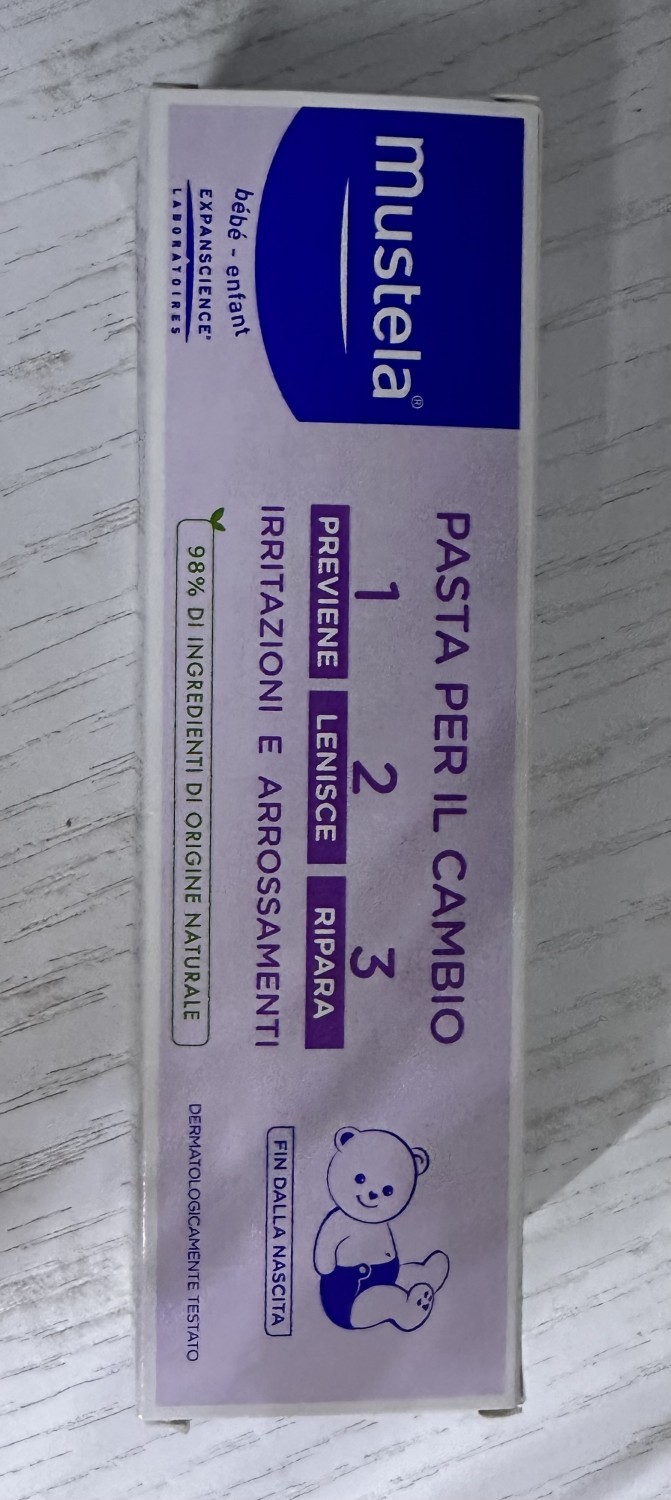 mustela®
bébé - enfant
EXPANSCIENCE®
LABORATOIRES
PASTA PER IL CAMBIO
1 2 3
PREVIENE LENISCE RIPARA
IRRITAZIONI E ARROSSAMENTI
98% DI INGREDIENTI DI ORIGINE NATURALE
FIN DALLA NASCITA
DERMATOLOGICAMENTE TESTATO